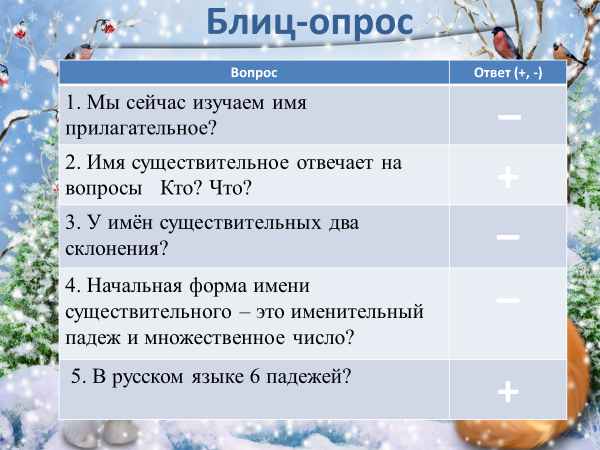 Блиц-опрос
Вопрос Ответ (+, -)
1. Мы сейчас изучаем имя
прилагательное?
–
2. Имя существительное отвечает на
вопросы Кто? Что?
+
3. У имён существительных два
склонения?
–
4. Начальная форма имени
существительного – это именительный
падеж и множественное число?
–
5. В русском языке 6 падежей?
+